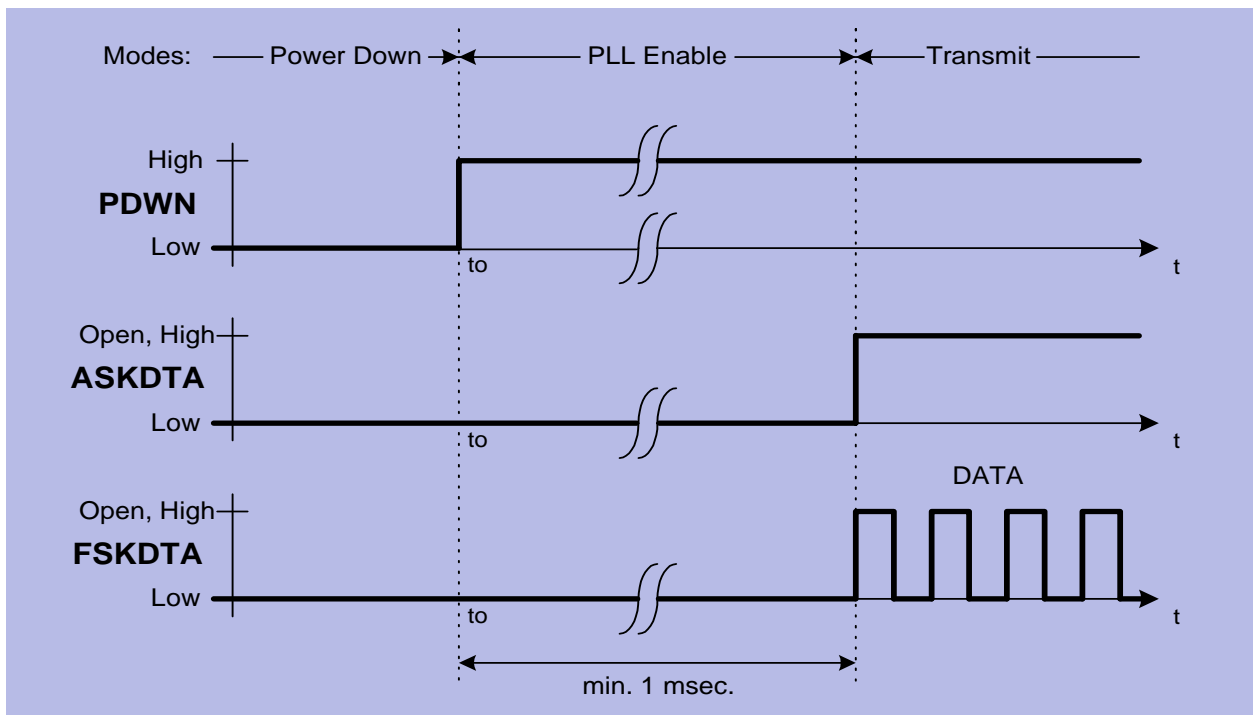 Modes: Power Down PLL Enable Transmit
High
PDWN
Low
to
t
Open, High
ASKDTA
Low
to
t
DATA
Open, High
FSKDTA
Low
to
t
min. 1 msec.